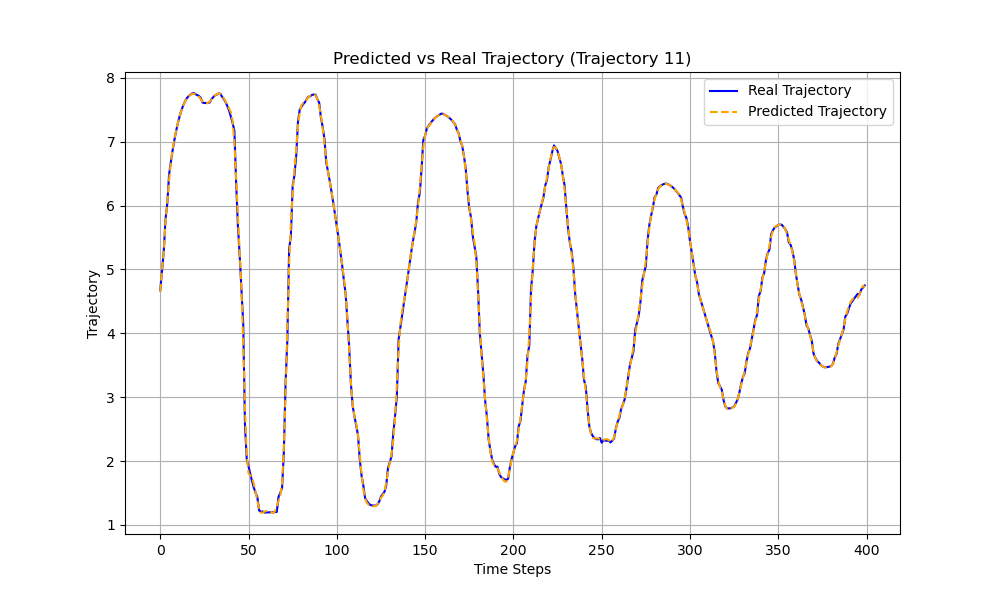 Predicted vs Real Trajectory (Trajectory 11)
Real Trajectory
Predicted Trajectory
8
7
6
5
4
3
2
1
Trajectory
0 50 100 150 200 250 300 350 400
Time Steps